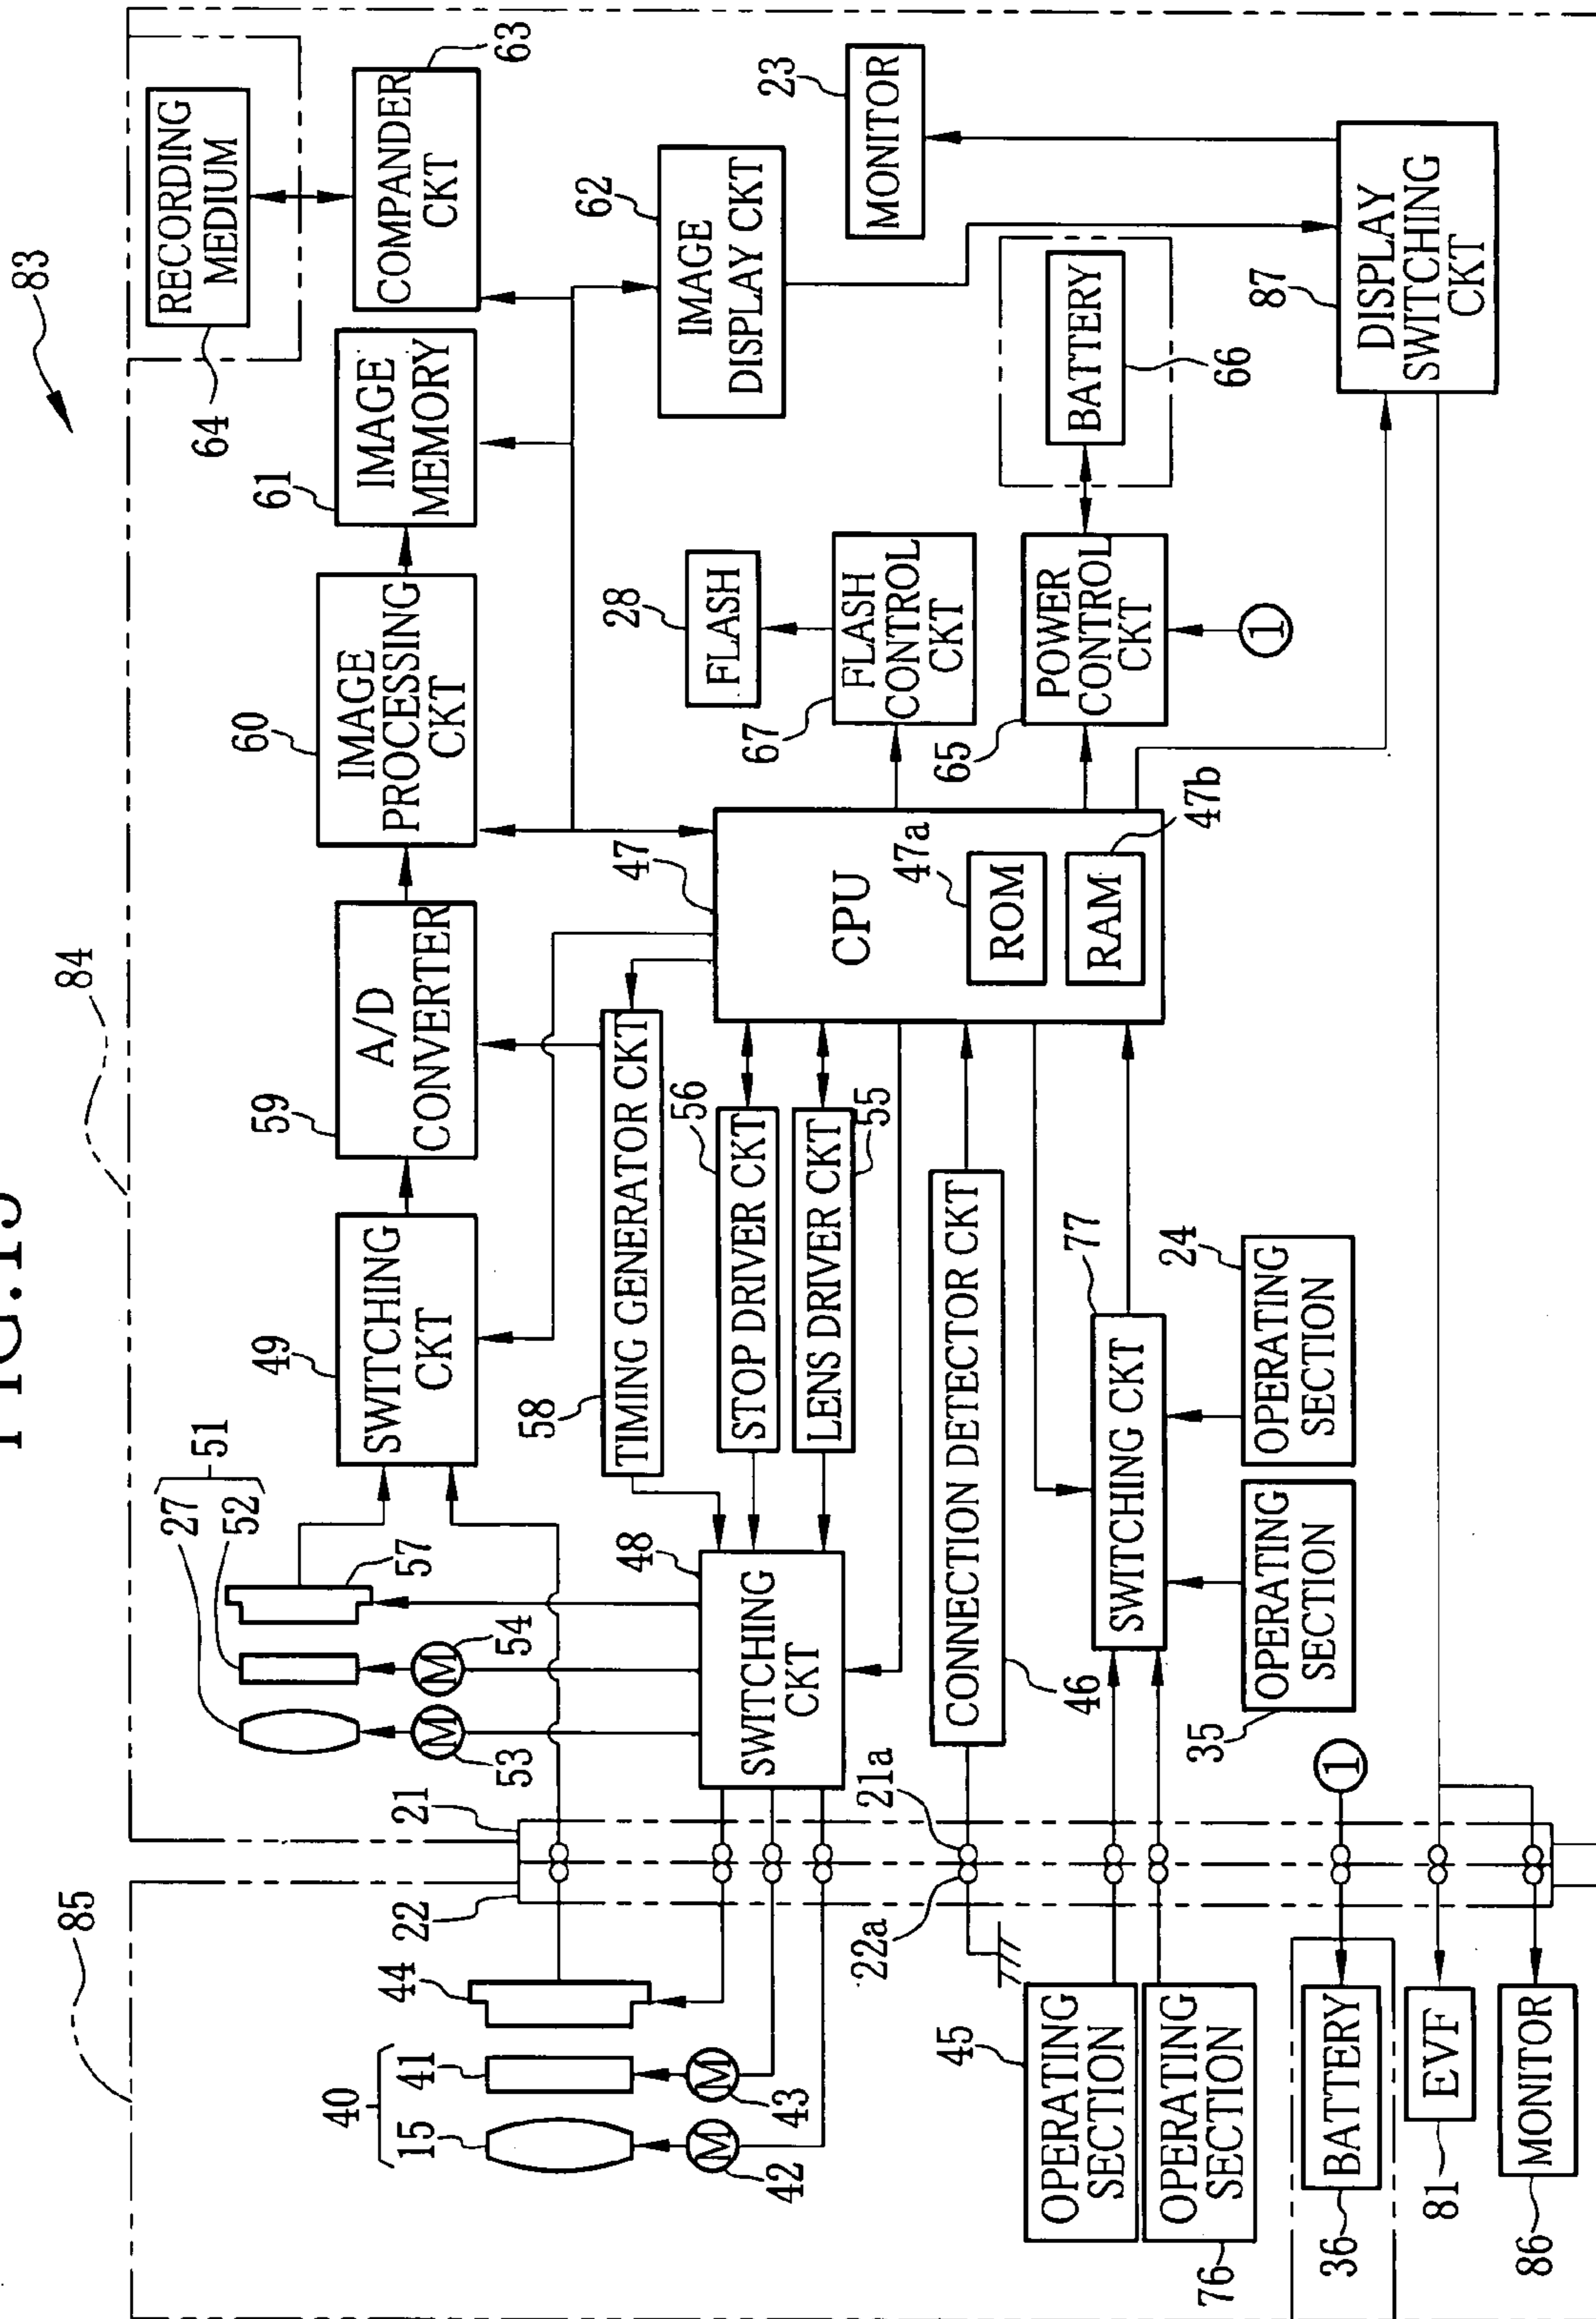 FIG.15
83
84
85
RECORDING
MEDIUM
64
COMPANDER
CKT
63
IMAGE
MEMORY
61
IMAGE
PROCESSING
CKT
60
A/D
CONVERTER
59
SWITCHING
CKT
49
51
27
52
57
54
M
53
M
IMAGE
DISPLAY CKT
62
MONITOR
23
FLASH
28
FLASH
CONTROL
CKT
67
BATTERY
66
POWER
CONTROL
CKT
65
1
DISPLAY
SWITCHING
CKT
87
CPU
47
ROM
47a
RAM
47b
TIMING GENERATOR CKT
58
STOP DRIVER CKT
56
LENS DRIVER CKT
55
SWITCHING
CKT
48
CONNECTION DETECTOR CKT
46
SWITCHING CKT
77
OPERATING
SECTION
24
OPERATING
SECTION
35
1
21
22
21a
22a
44
40
41
15
M
43
M
42
OPERATING
SECTION
45
OPERATING
SECTION
76
BATTERY
36
EVF
81
MONITOR
86